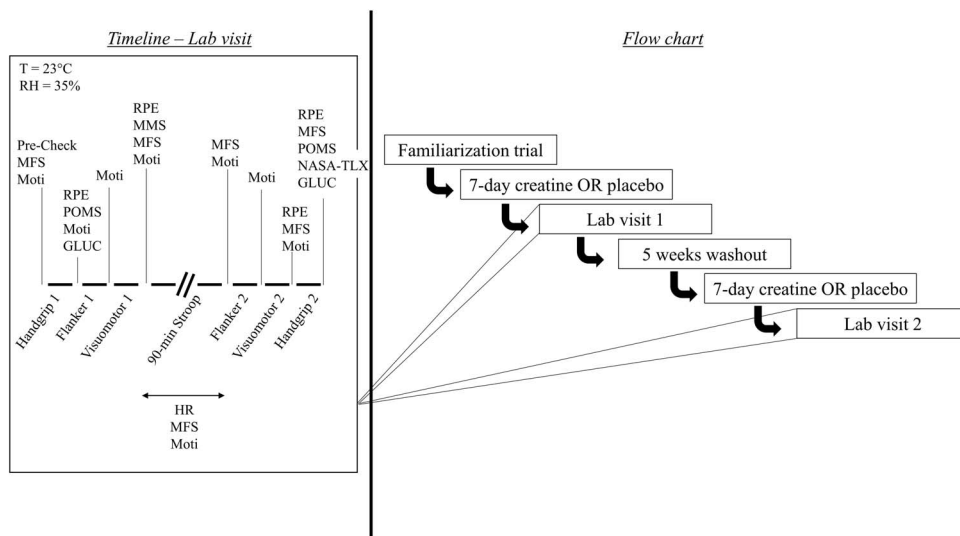 Timeline – Lab visit
T = 23°C
RH = 35%
Pre-Check
MFS
Moti
RPE
POMS
Moti
GLUC
Moti
RPE
MMS
MFS
Moti
MFS
Moti
Moti
RPE
MFS
Moti
RPE
MFS
POMS
NASA-TLX
GLUC
Handgrip 1
Flanker 1
Visuomotor 1
90-min Stroop
Flanker 2
Visuomotor 2
Handgrip 2
HR
MFS
Moti
Flow chart
Familiarization trial
7-day creatine OR placebo
Lab visit 1
5 weeks washout
7-day creatine OR placebo
Lab visit 2